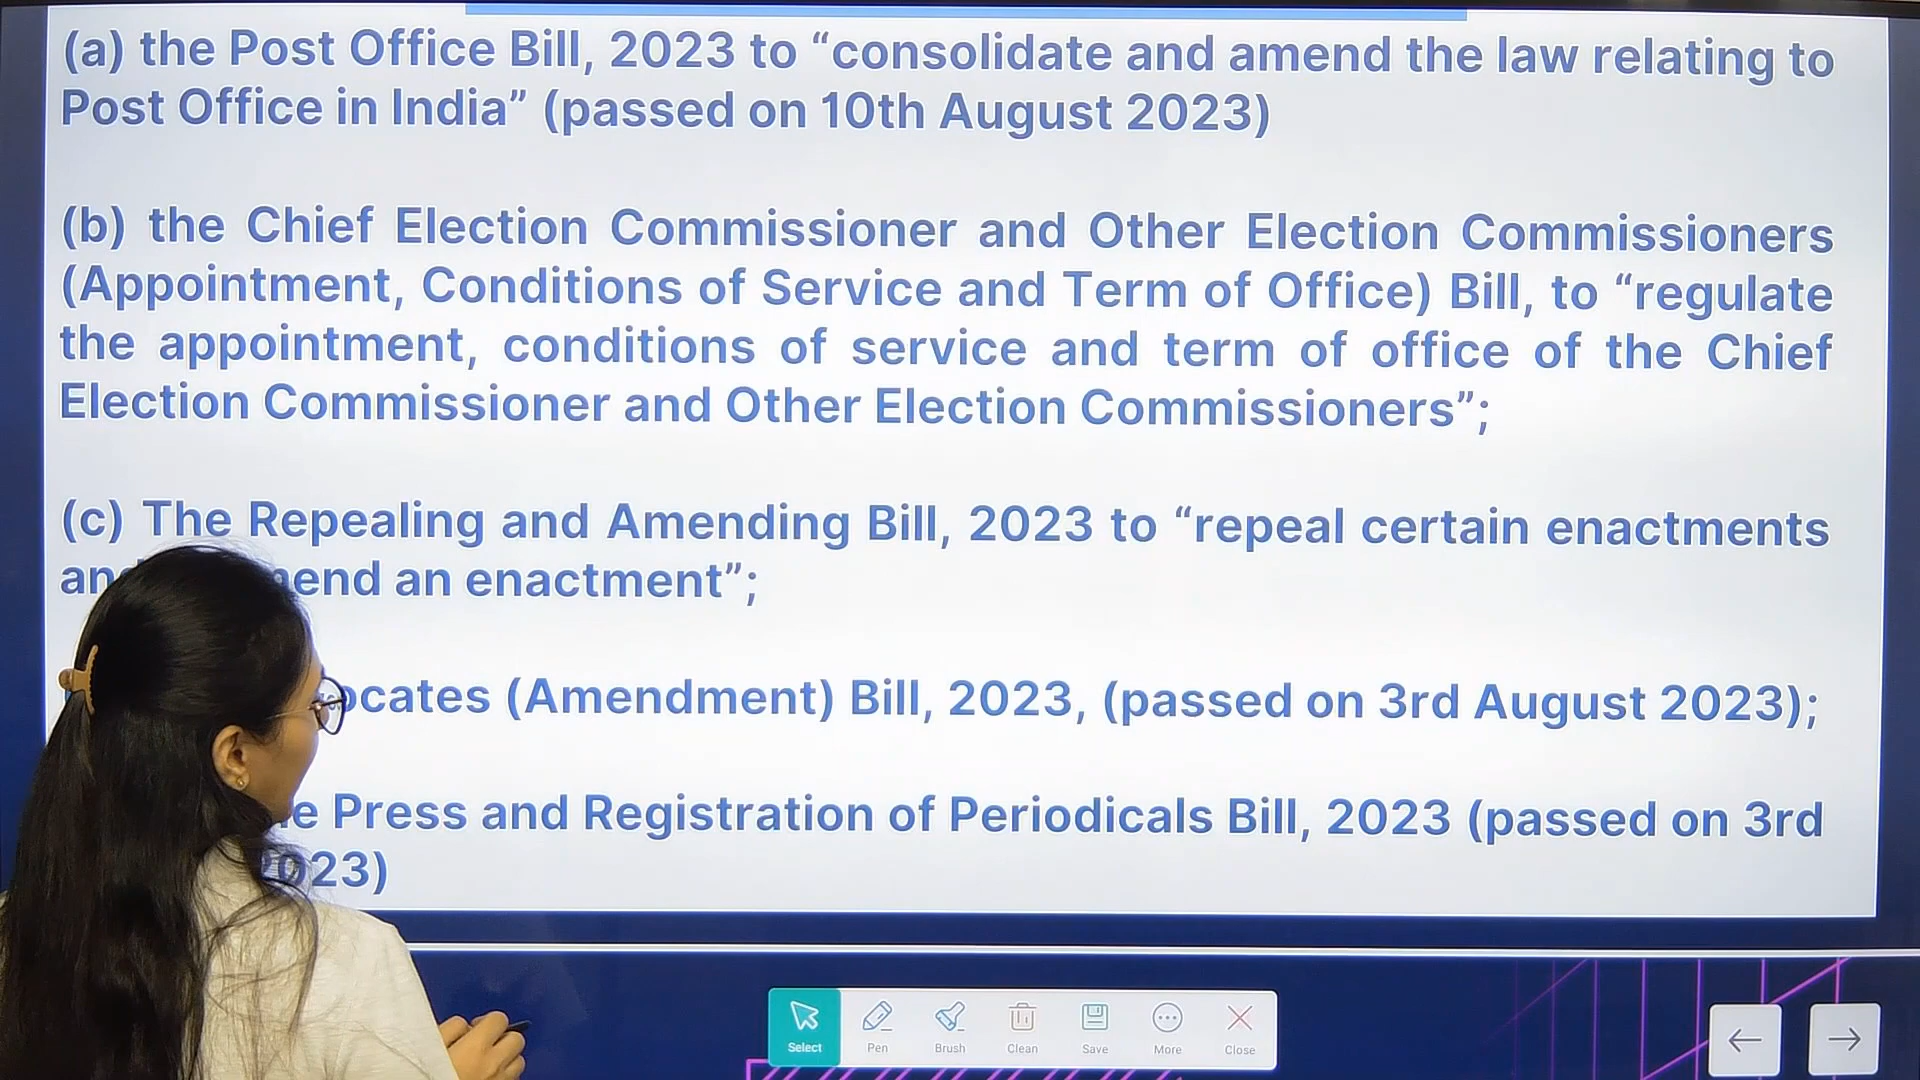 (a) the Post Office Bill, 2023 to “consolidate and amend the law relating to
Post Office in India” (passed on 10th August 2023)
(b) the Chief Election Commissioner and Other Election Commissioners
(Appointment, Conditions of Service and Term of Office) Bill, to “regulate
the appointment, conditions of service and term of office of the Chief
Election Commissioner and Other Election Commissioners”;
(c) The Repealing and Amending Bill, 2023 to “repeal certain enactments
an end an enactment”;
ocates (Amendment) Bill, 2023, (passed on 3rd August 2023);
e Press and Registration of Periodicals Bill, 2023 (passed on 3rd
2023)
Select Pen Brush Clean Save More Close